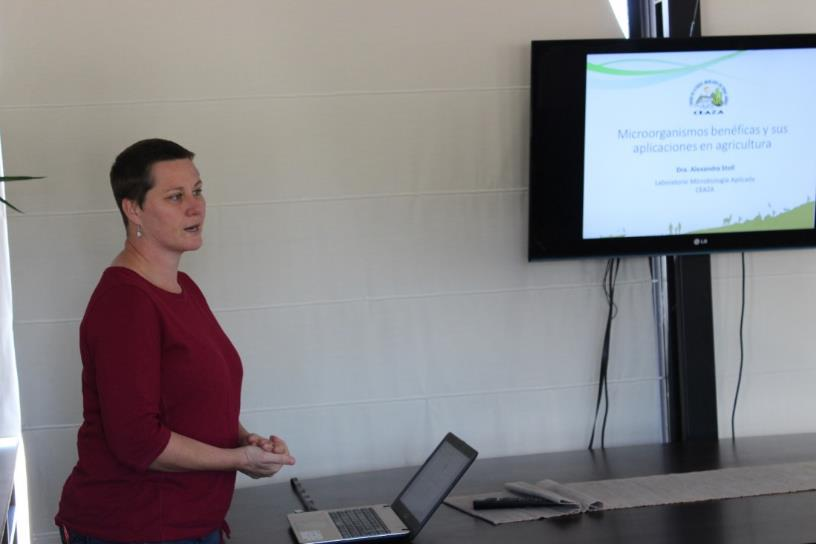 CEAZA
Microorganismos benéficas y sus
aplicaciones en agricultura
Dra. Alexandra Stoll
Laboratorio Microbiología Aplicada
CEAZA
LG